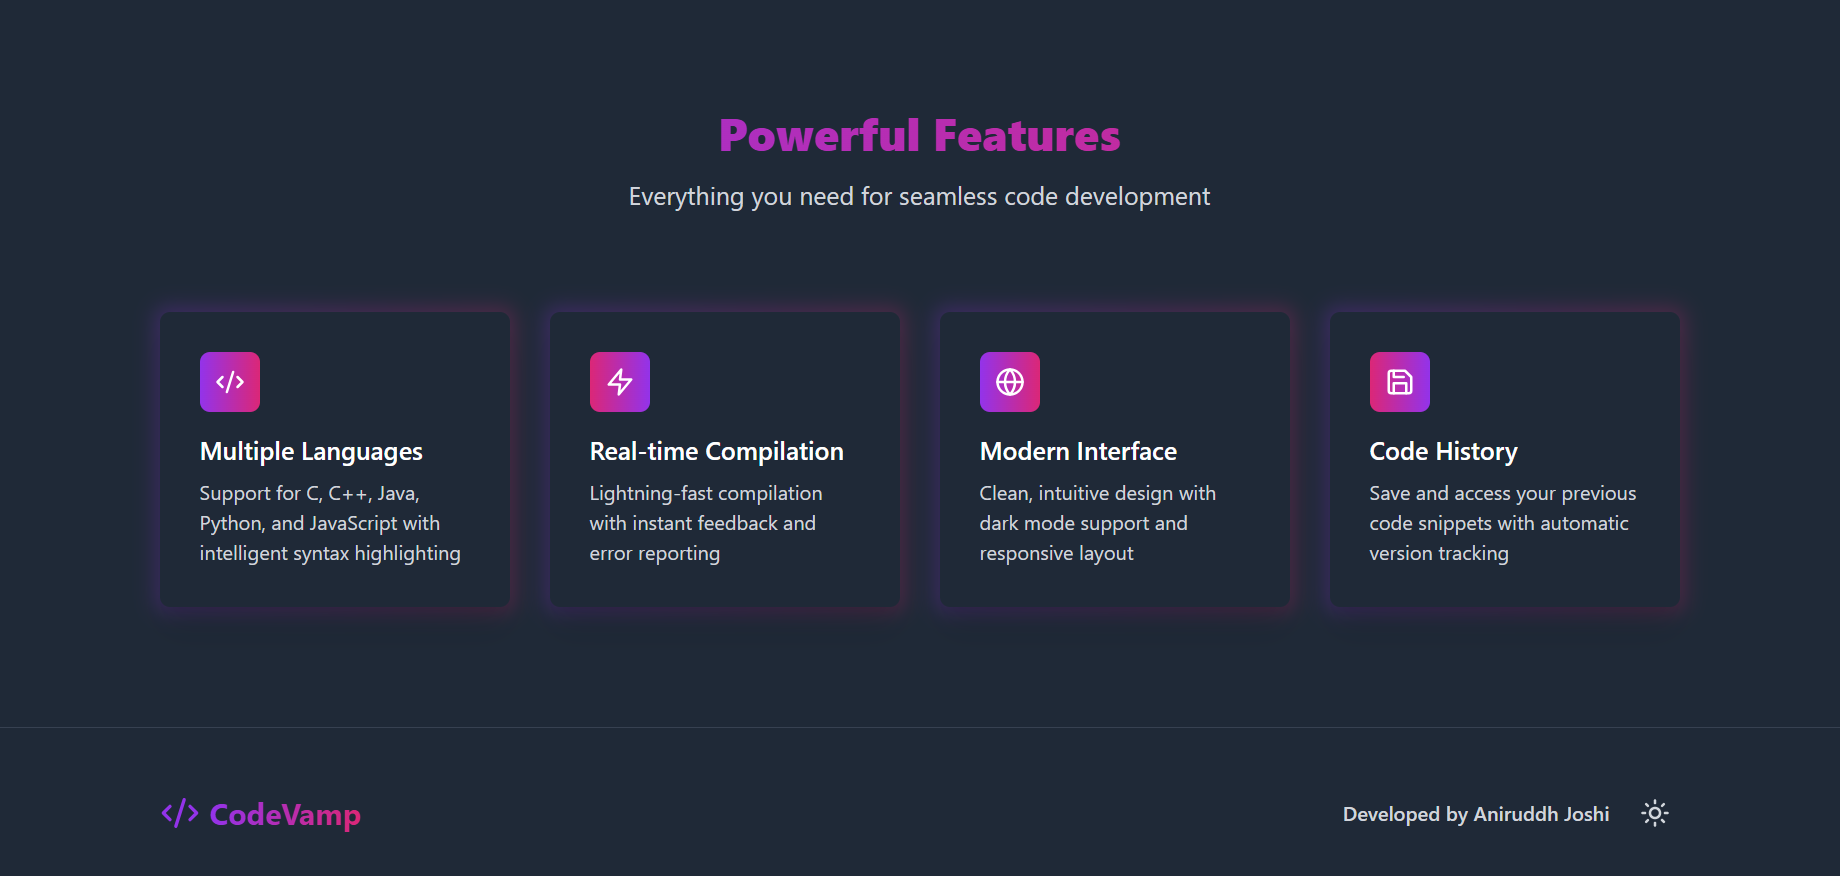 Powerful Features
Everything you need for seamless code development
Multiple Languages
Support for C, C++, Java,
Python, and JavaScript with
intelligent syntax highlighting
Real-time Compilation
Lightning-fast compilation
with instant feedback and
error reporting
Modern Interface
Clean, intuitive design with
dark mode support and
responsive layout
Code History
Save and access your previous
code snippets with automatic
version tracking
CodeVamp
Developed by Aniruddh Joshi